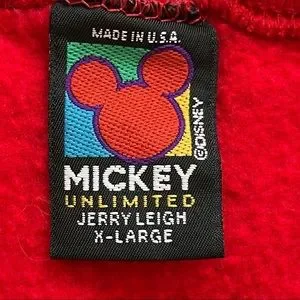 MADE IN U.S.A.
©DISNEY
MICKEY
UNLIMITED
JERRY LEIGH
X-LARGE